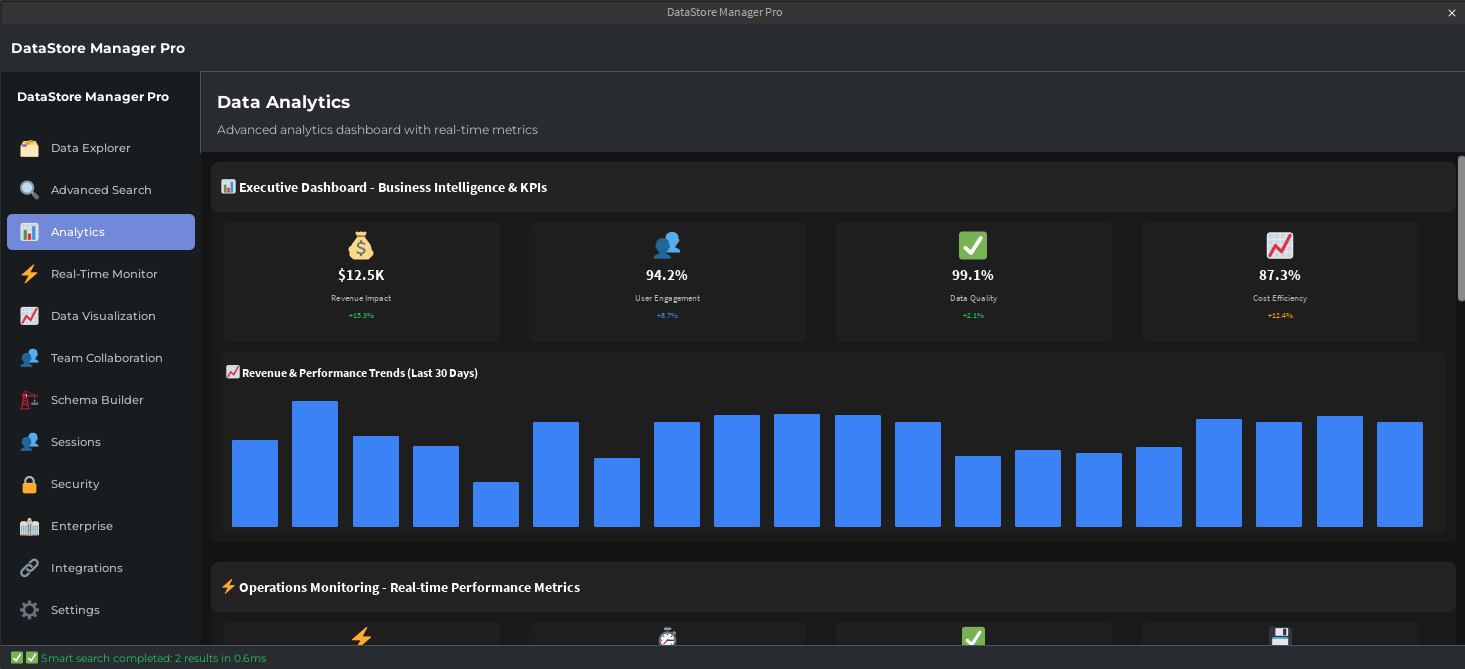 DataStore Manager Pro
DataStore Manager Pro
DataStore Manager Pro
Data Explorer
Advanced Search
Analytics
Real-Time Monitor
Data Visualization
Team Collaboration
Schema Builder
Sessions
Security
Enterprise
Integrations
Settings
Data Analytics
Advanced analytics dashboard with real-time metrics
Executive Dashboard - Business Intelligence & KPIs
$12.5K
Revenue Impact
+15.3%
94.2%
User Engagement
+8.7%
99.1%
Data Quality
+2.1%
87.3%
Cost Efficiency
+12.4%
Revenue & Performance Trends (Last 30 Days)
Operations Monitoring - Real-time Performance Metrics
Smart search completed: 2 results in 0.6ms